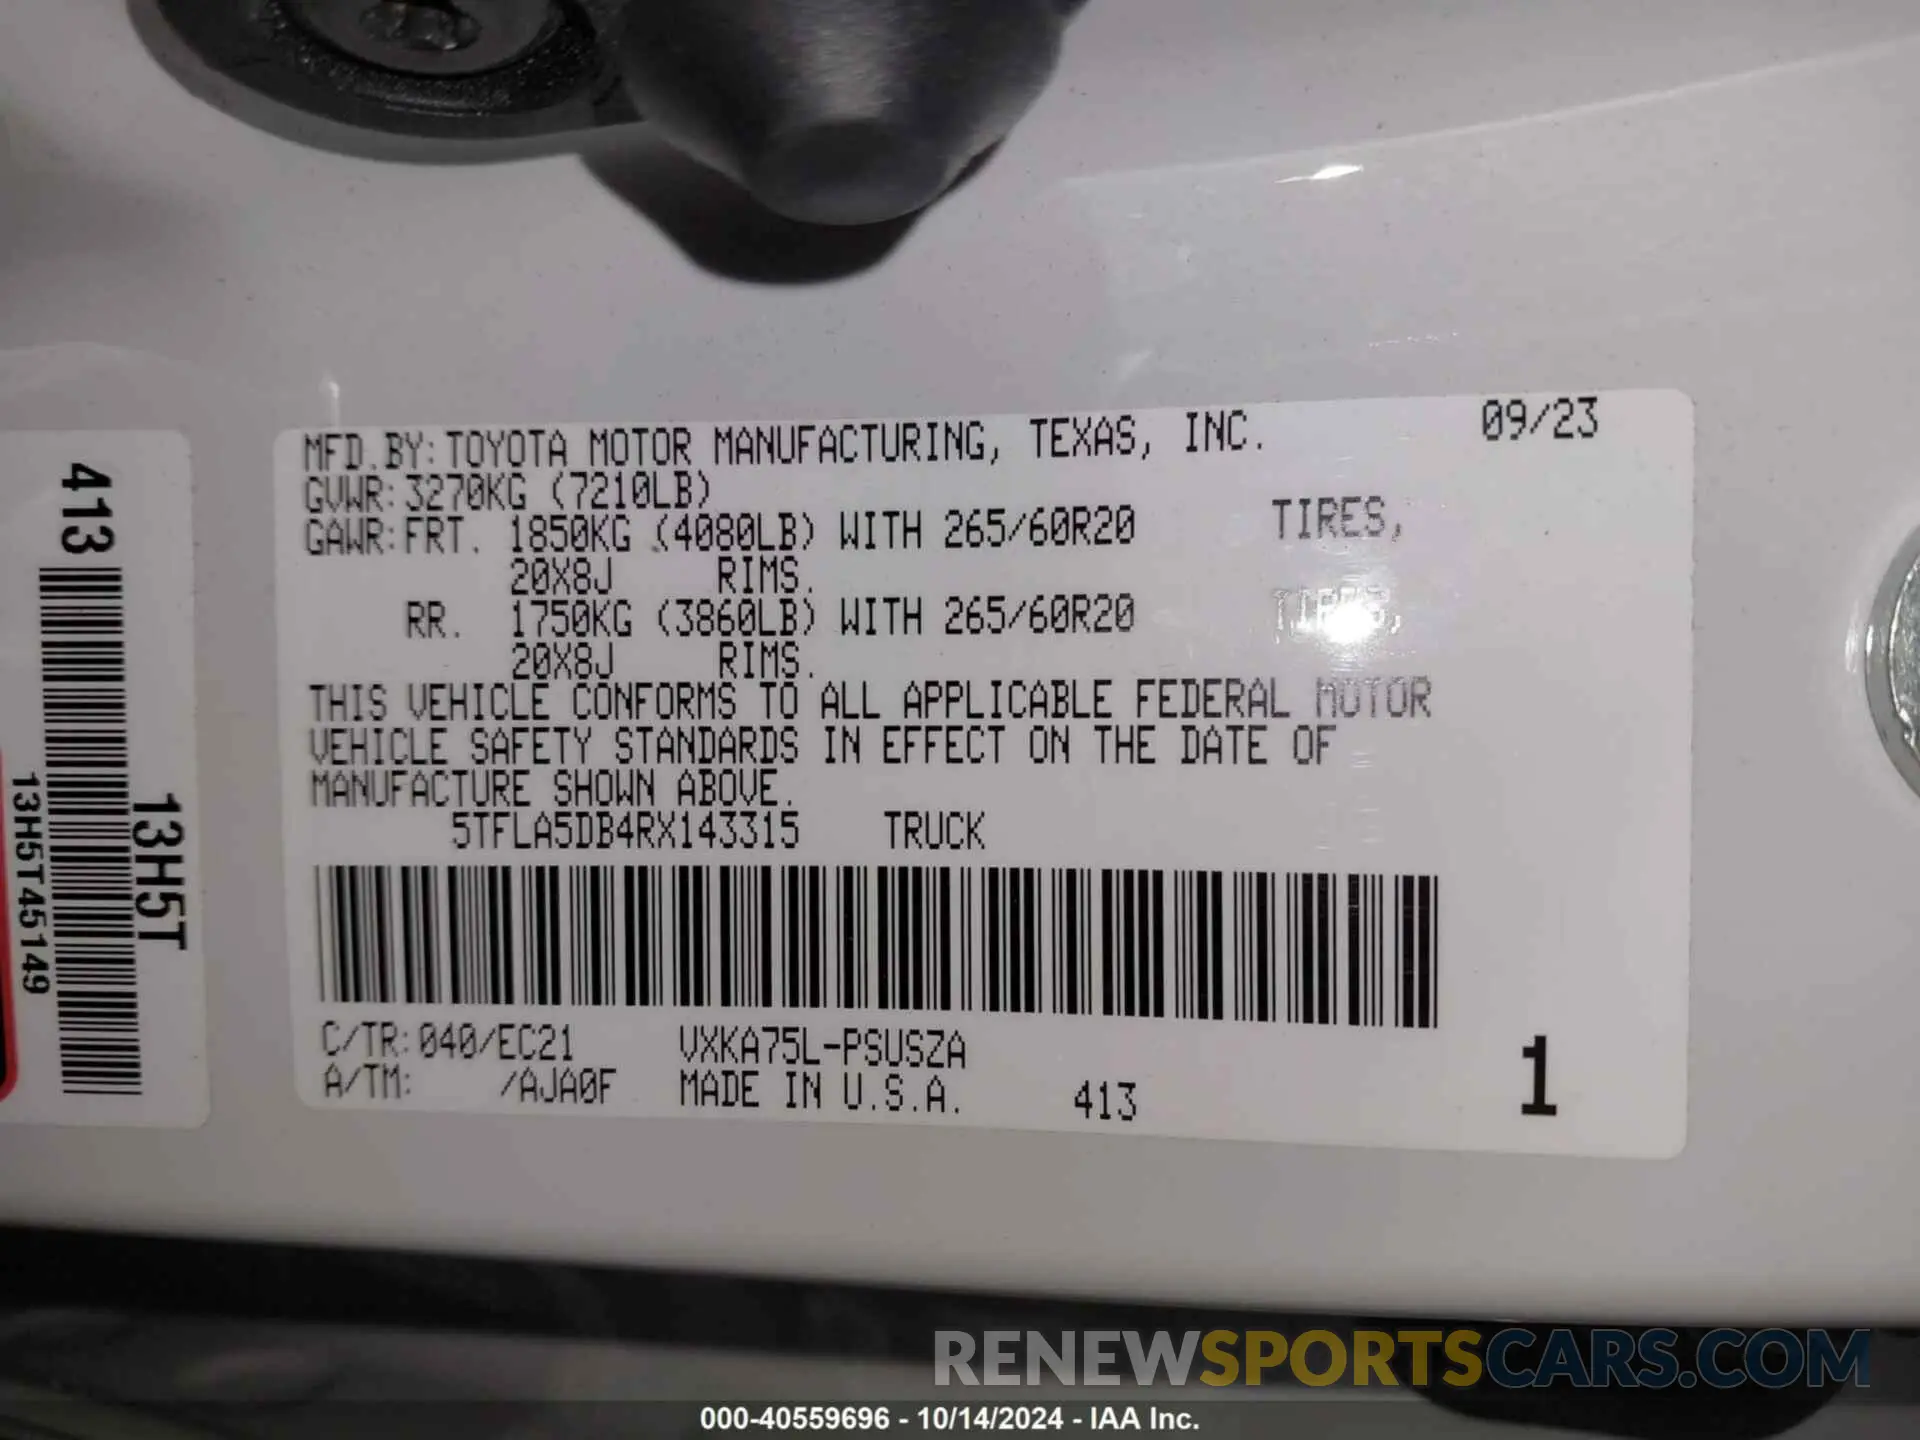 MFD.BY:TOYOTA MOTOR MANUFACTURING, TEXAS, INC. 09/23
GVWR:3270KG (7210LB)
GAWR:FRT. 1850KG (4080LB) WITH 265/60R20 TIRES,
20X8J RIMS.
RR. 1750KG (3860LB) WITH 265/60R20 TIRES,
20X8J RIMS.
THIS VEHICLE CONFORMS TO ALL APPLICABLE FEDERAL MOTOR
VEHICLE SAFETY STANDARDS IN EFFECT ON THE DATE OF
MANUFACTURE SHOWN ABOVE.
5TFLA5DB4RX143315 TRUCK
C/TR:040/EC21 VXKA75L-PSUSZA
A/TM: /AJA0F MADE IN U.S.A. 413 1
413
13H5T
13H5T45149
RENEWSPORTSCARS.COM
000-40559696 - 10/14/2024 - IAA Inc.